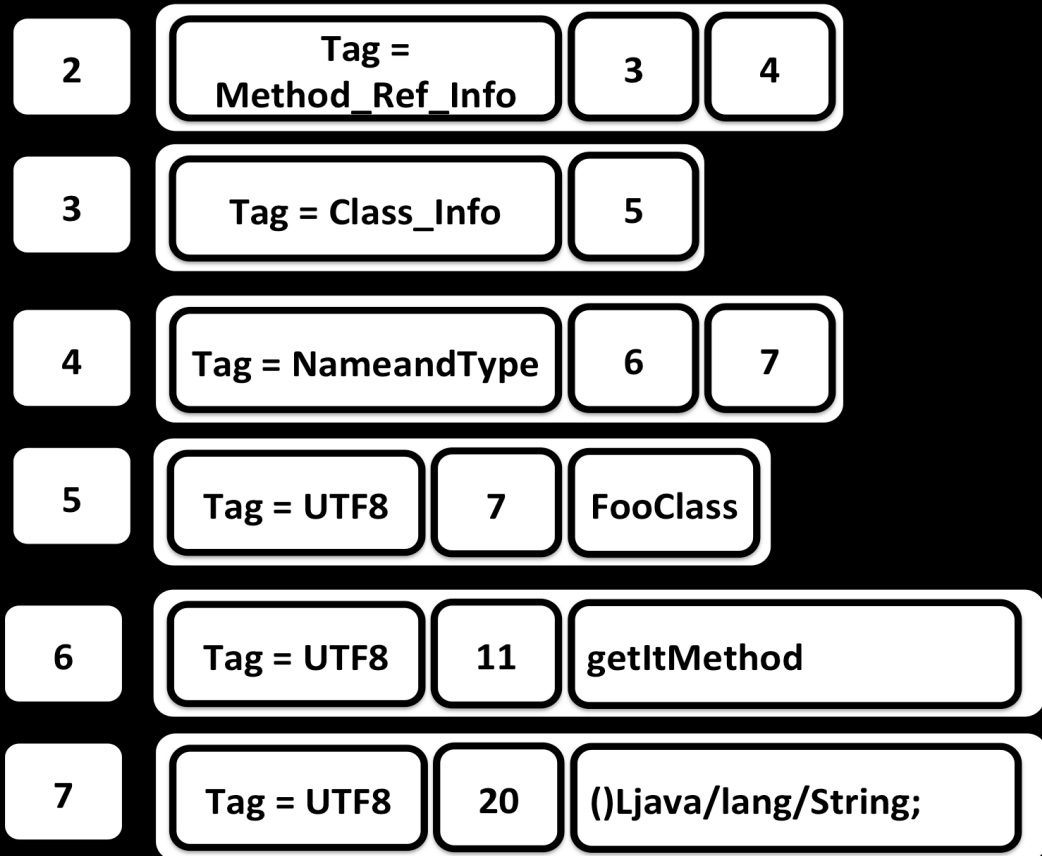 2 Tag =
Method_Ref_Info 3 4
3 Tag = Class_Info 5
4 Tag = NameandType 6 7
5 Tag = UTF8 7 FooClass
6 Tag = UTF8 11 getItMethod
7 Tag = UTF8 20 ()Ljava/lang/String;